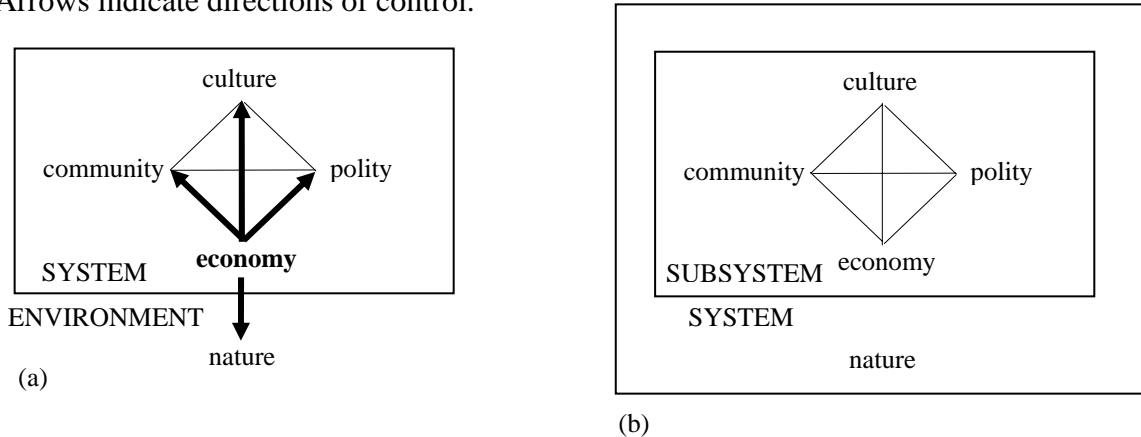 Arrows indicate directions of control.
culture
community
polity
economy
SYSTEM
ENVIRONMENT
nature
(a)
culture
community
polity
economy
SUBSYSTEM
SYSTEM
nature
(b)